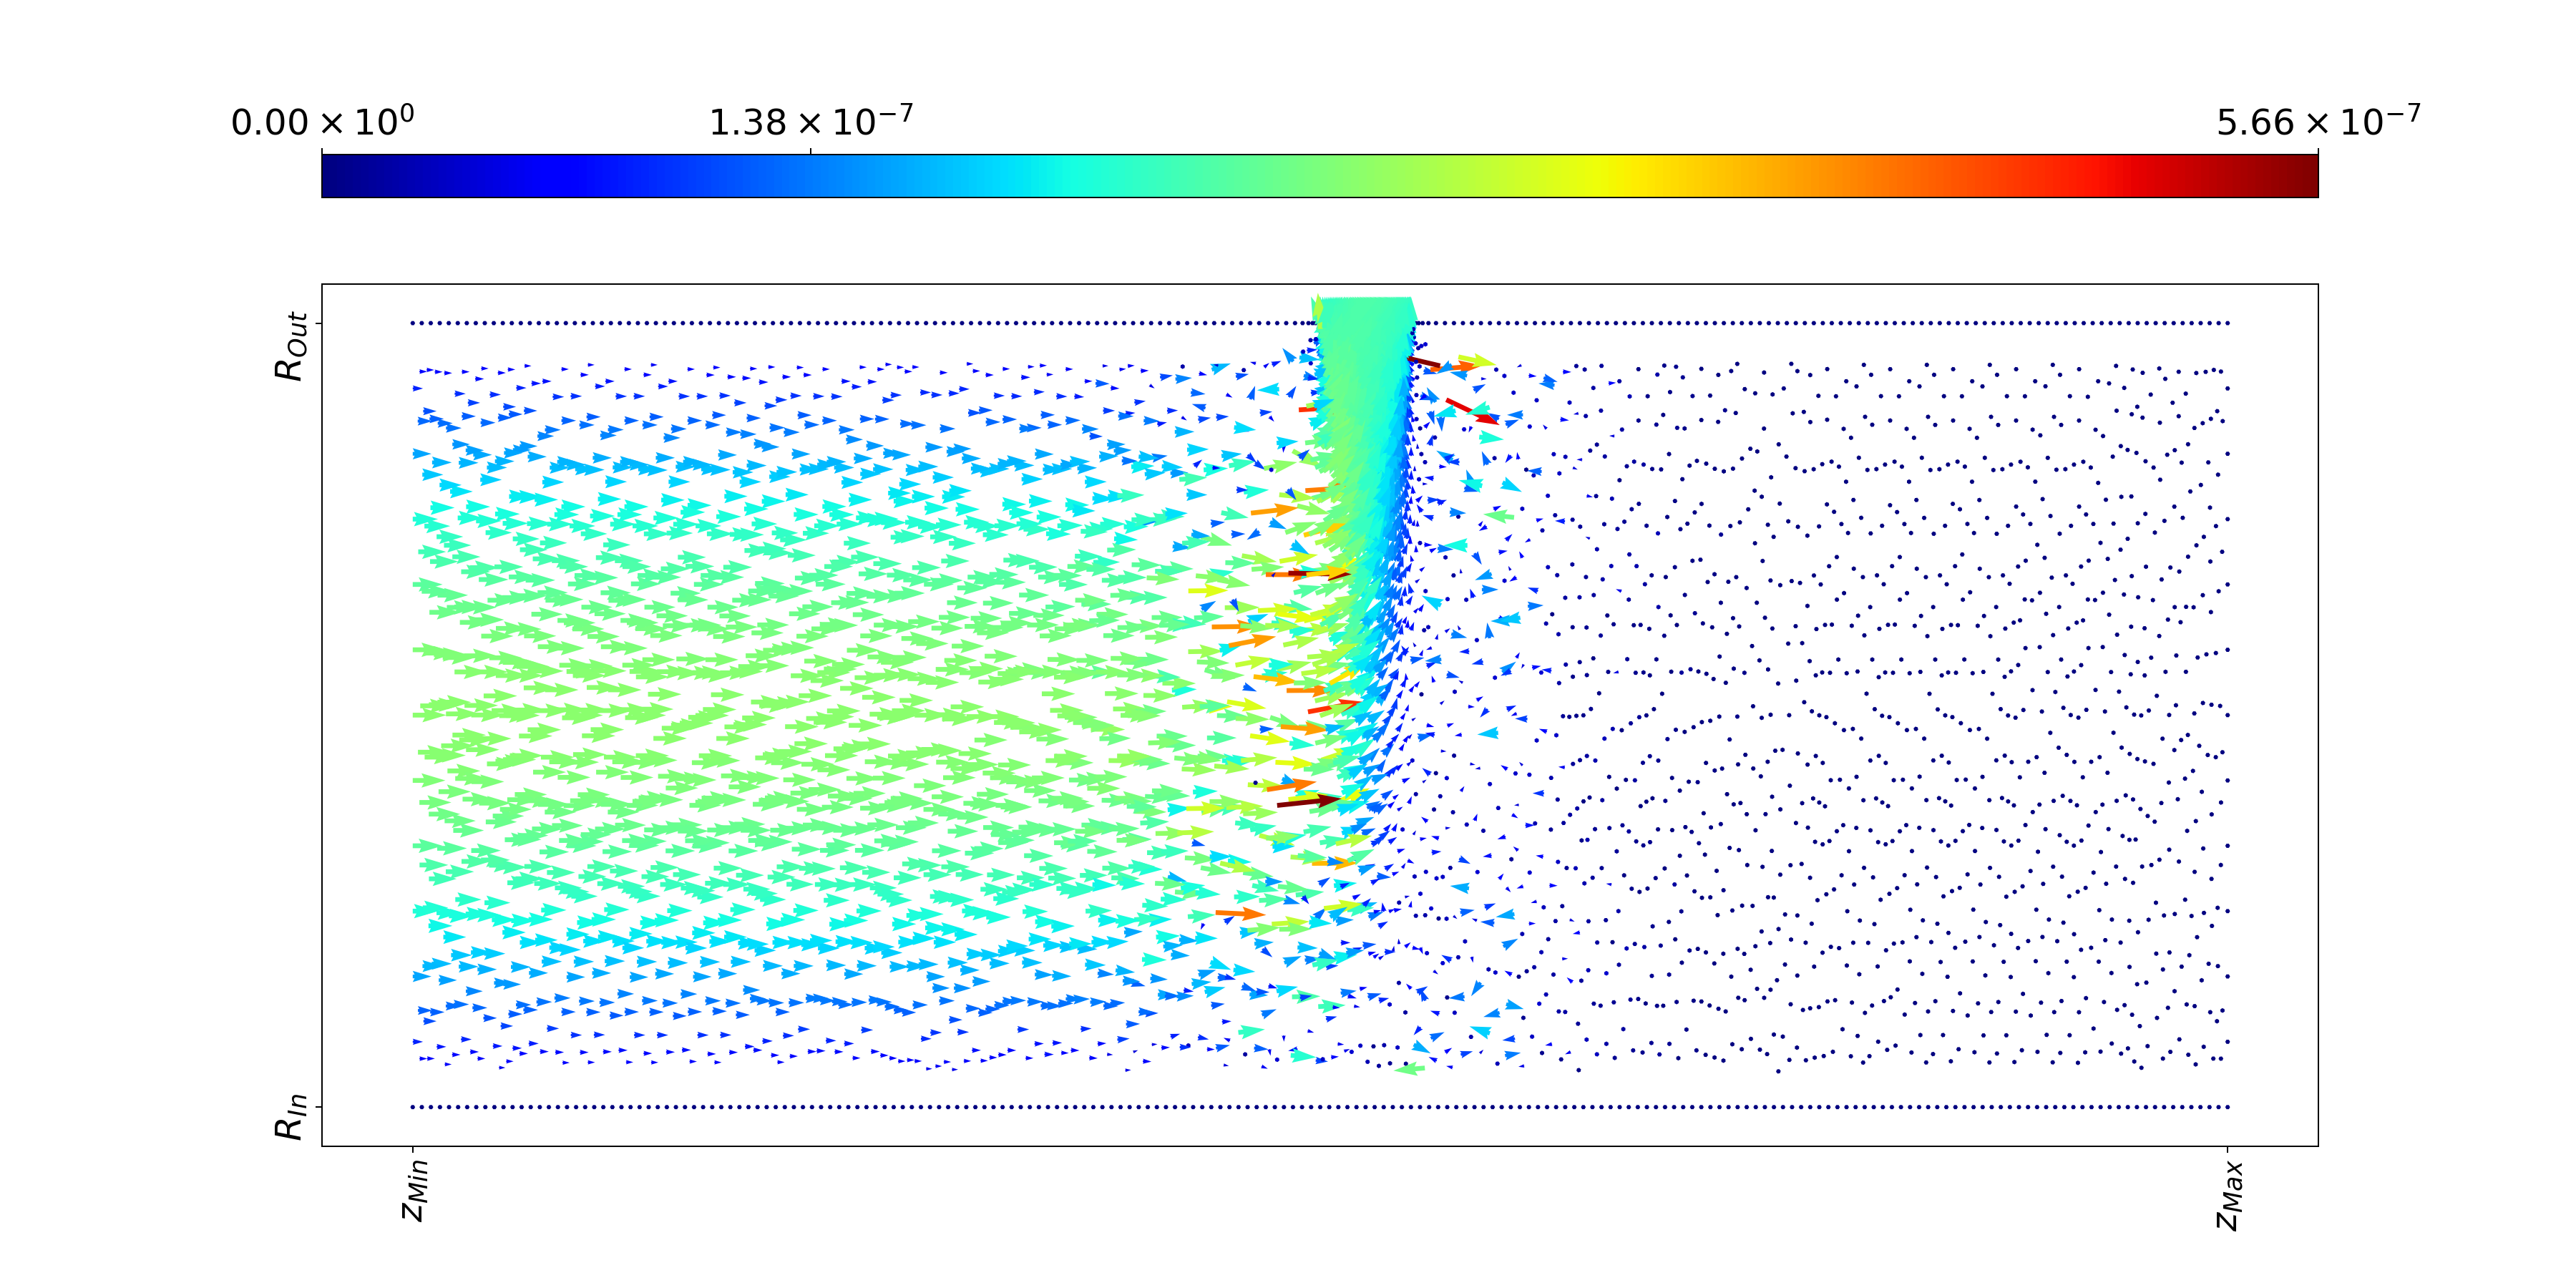 0.00 × 10⁰ 1.38 × 10⁻⁷ 5.66 × 10⁻⁷
R_Out
R_In
z_Min z_Max